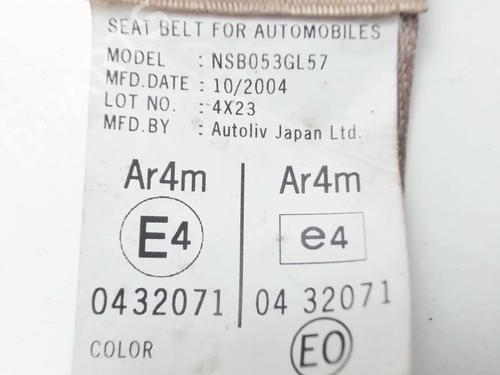 SEAT BELT FOR AUTOMOBILES
MODEL : NSB053GL57
MFD.DATE : 10/2004
LOT NO. : 4X23
MFD.BY : Autoliv Japan Ltd.
Ar4m Ar4m
E4 e4
0432071 04 32071
COLOR EO